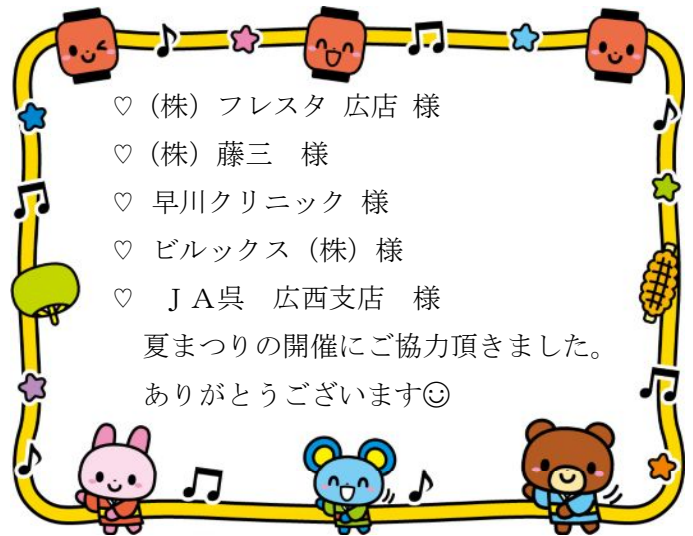 ♡（株）フレスタ 広店 様
♡（株）藤三　様
♡ 早川クリニック 様
♡ ビルックス（株）様
♡　ＪＡ呉　広西支店　様
夏まつりの開催にご協力頂きました。
ありがとうございます☺